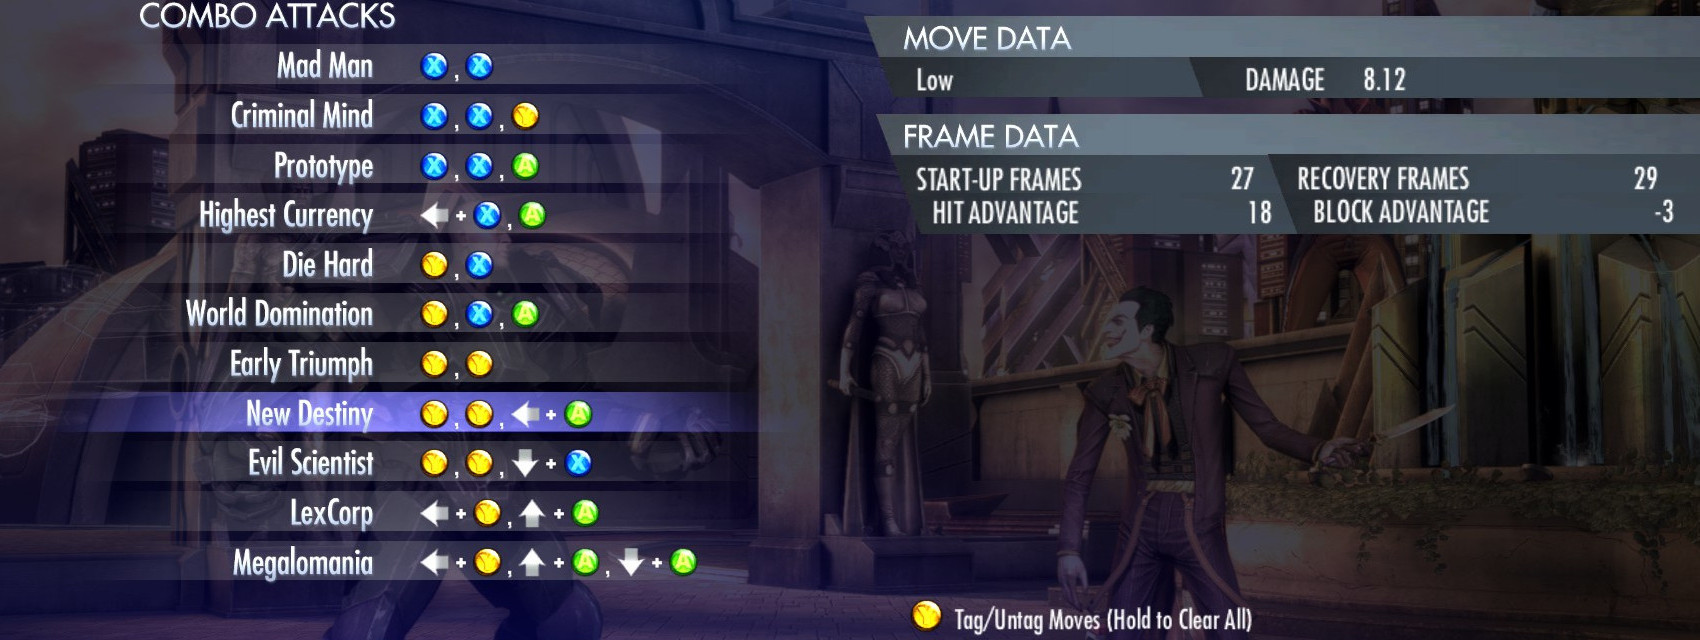 COMBO ATTACKS
Mad Man X , X
Criminal Mind X , X , Y
Prototype X , X , A
Highest Currency + X , A
Die Hard Y , X
World Domination Y , X , A
Early Triumph Y , Y
New Destiny Y , Y , + A
Evil Scientist Y , Y , + X
LexCorp + Y , + A
Megalomania + Y , + A , + A
MOVE DATA
Low DAMAGE 8.12
FRAME DATA
START-UP FRAMES 27 RECOVERY FRAMES 29
HIT ADVANTAGE 18 BLOCK ADVANTAGE -3
Y Tag/Untag Moves (Hold to Clear All)